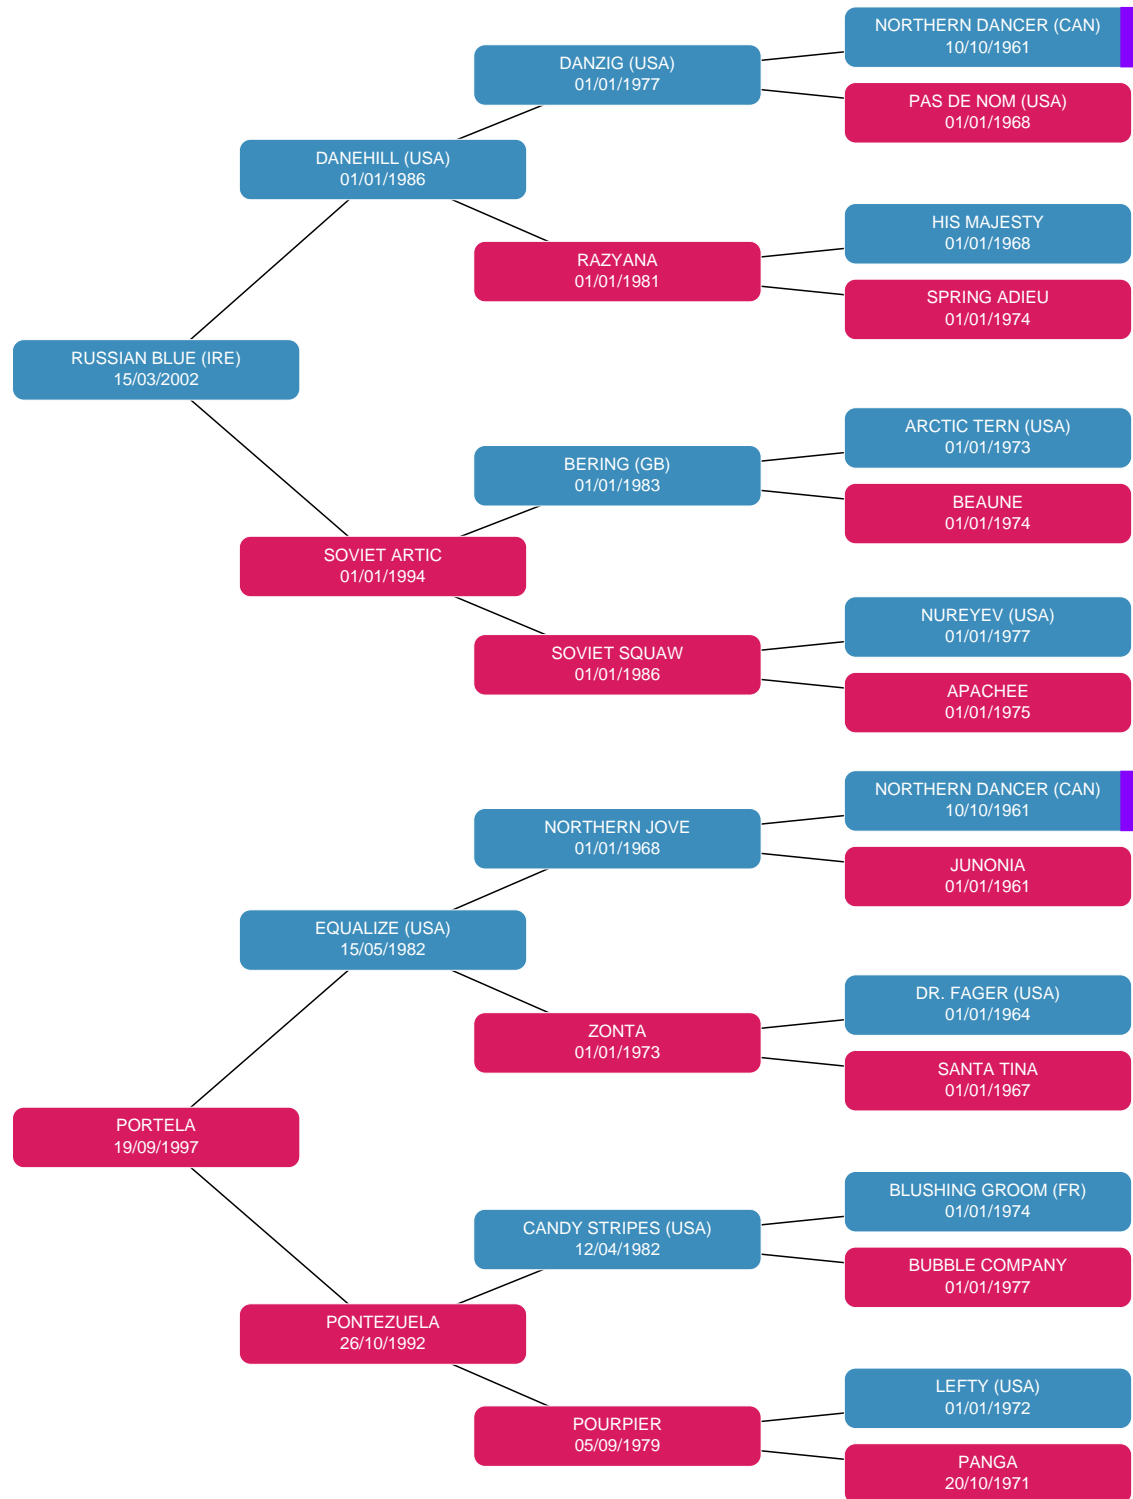 NORTHERN DANCER (CAN)
10/10/1961
DANZIG (USA)
01/01/1977
PAS DE NOM (USA)
01/01/1968
DANEHILL (USA)
01/01/1986
HIS MAJESTY
01/01/1968
RAZYANA
01/01/1981
SPRING ADIEU
01/01/1974
RUSSIAN BLUE (IRE)
15/03/2002
ARCTIC TERN (USA)
01/01/1973
BERING (GB)
01/01/1983
BEAUNE
01/01/1974
SOVIET ARTIC
01/01/1994
NUREYEV (USA)
01/01/1977
SOVIET SQUAW
01/01/1986
APACHEE
01/01/1975
NORTHERN DANCER (CAN)
10/10/1961
NORTHERN JOVE
01/01/1968
JUNONIA
01/01/1961
EQUALIZE (USA)
15/05/1982
DR. FAGER (USA)
01/01/1964
ZONTA
01/01/1973
SANTA TINA
01/01/1967
PORTELA
19/09/1997
BLUSHING GROOM (FR)
01/01/1974
CANDY STRIPES (USA)
12/04/1982
BUBBLE COMPANY
01/01/1977
PONTEZUELA
26/10/1992
LEFTY (USA)
01/01/1972
POURPIER
05/09/1979
PANGA
20/10/1971